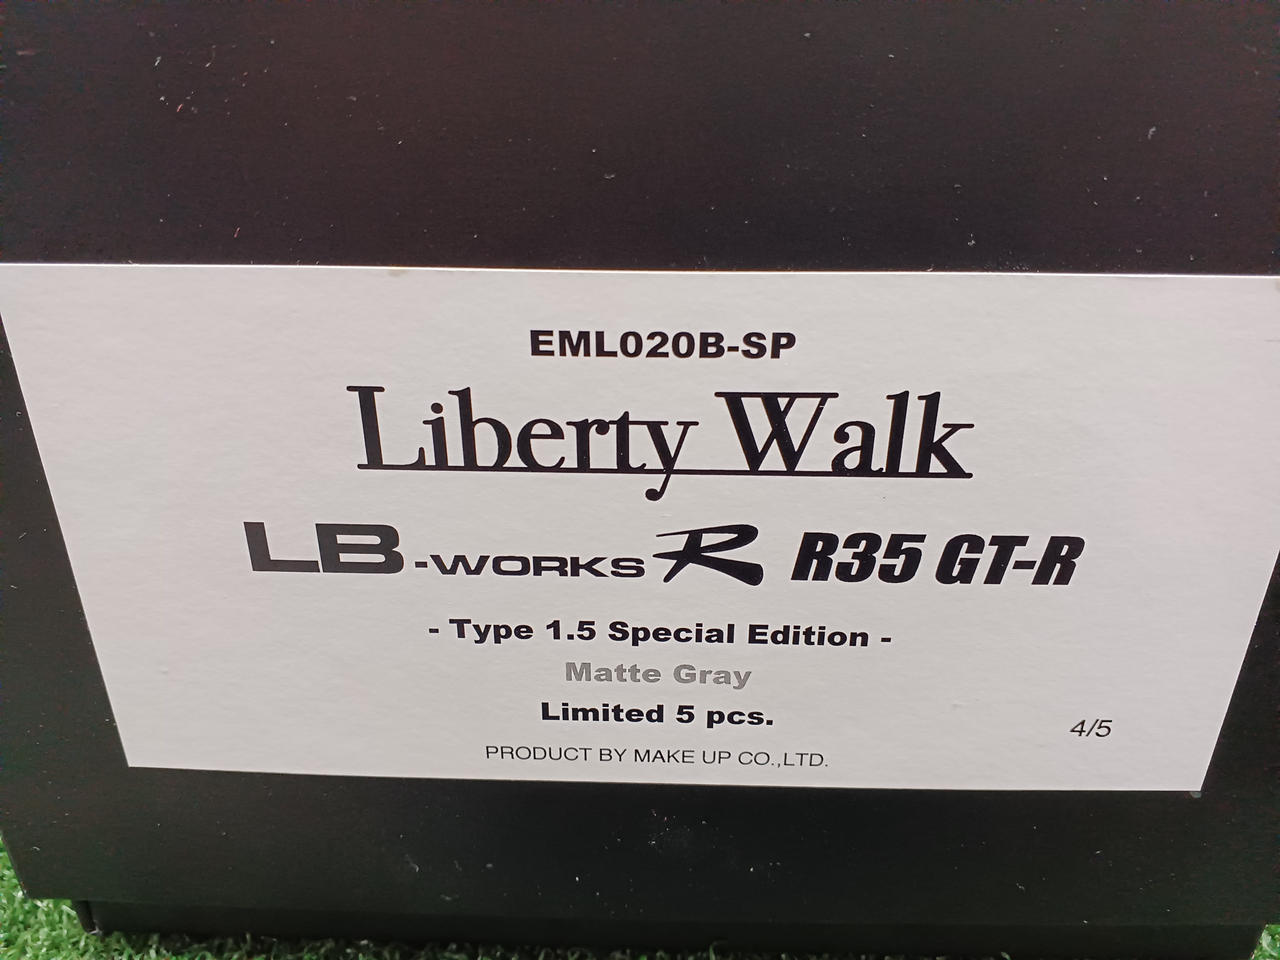 EML020B-SP
Liberty Walk
LB-WORKS R R35 GT-R
- Type 1.5 Special Edition -
Matte Gray
Limited 5 pcs.
4/5
PRODUCT BY MAKE UP CO.,LTD.